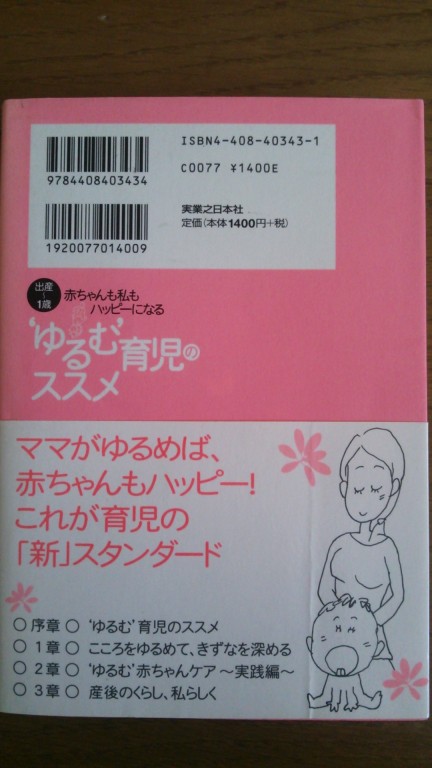 ISBN4-408-40343-1
C0077 ¥1400E
9784408403434
実業之日本社
定価(本体1400円+税)
1920077014009
出産
~
1歳
赤ちゃんも私も
ハッピーになる
'ゆるむ'育児の
ススメ
ママがゆるめば、
赤ちゃんもハッピー!
これが育児の
「新」スタンダード
○ 序章 ○ 'ゆるむ'育児のススメ
○ 1章 ○ こころをゆるめて、きずなを深める
○ 2章 ○ 'ゆるむ'赤ちゃんケア ~実践編~
○ 3章 ○ 産後のくらし、私らしく